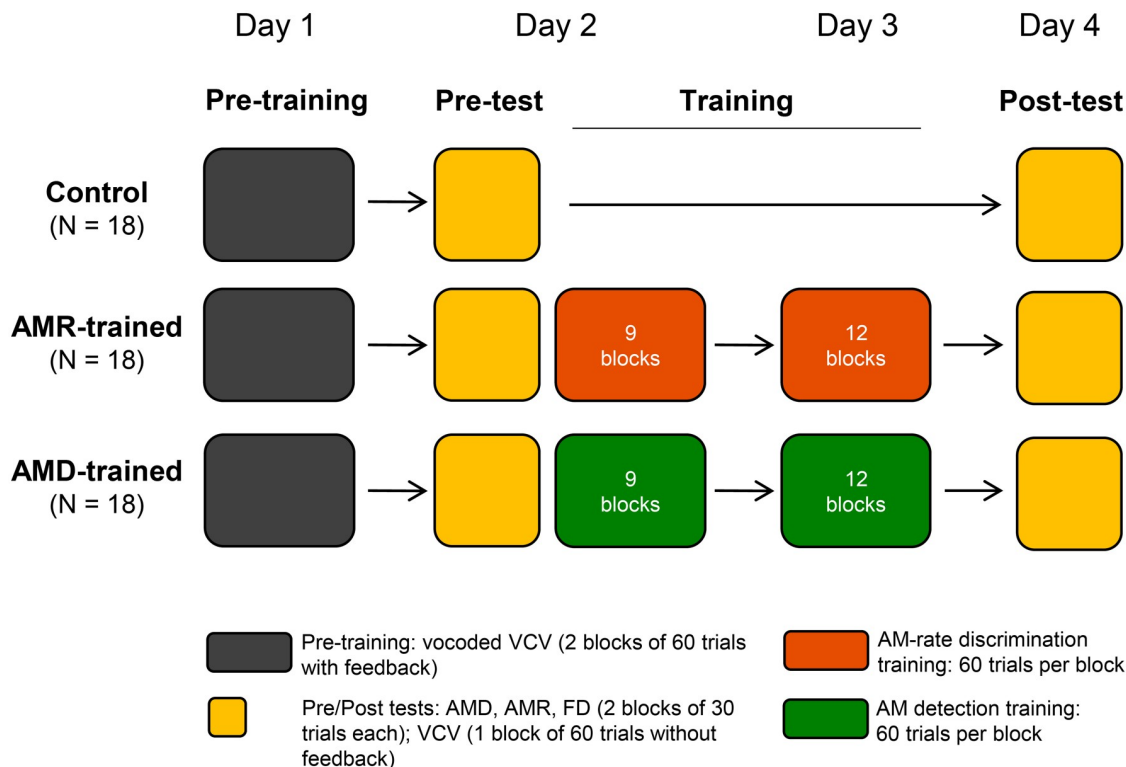 Day 1
Day 2
Day 3
Day 4
Pre-training
Pre-test
Training
Post-test
Control
(N = 18)
AMR-trained
(N = 18)
9
blocks
12
blocks
AMD-trained
(N = 18)
9
blocks
12
blocks
Pre-training: vocoded VCV (2 blocks of 60 trials
with feedback)
Pre/Post tests: AMD, AMR, FD (2 blocks of 30
trials each); VCV (1 block of 60 trials without
feedback)
AM-rate discrimination
training: 60 trials per block
AM detection training:
60 trials per block